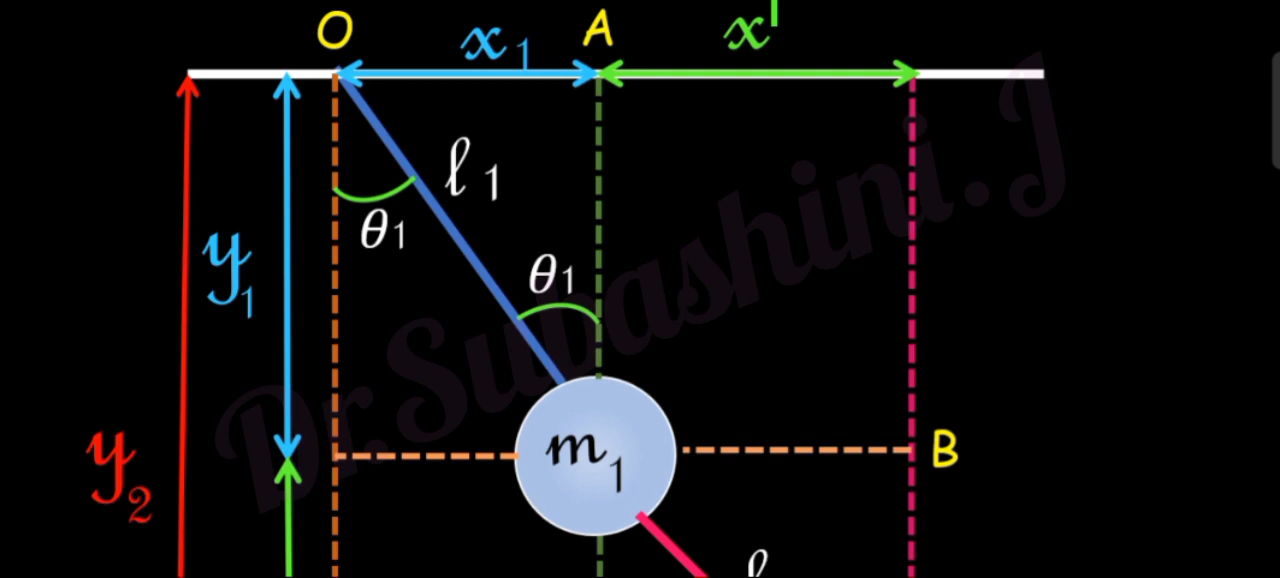 O x₁ A x'
ℓ₁
θ₁
y₁
θ₁
y₂
m₁
B
ℓ
Dr.Subashini.J